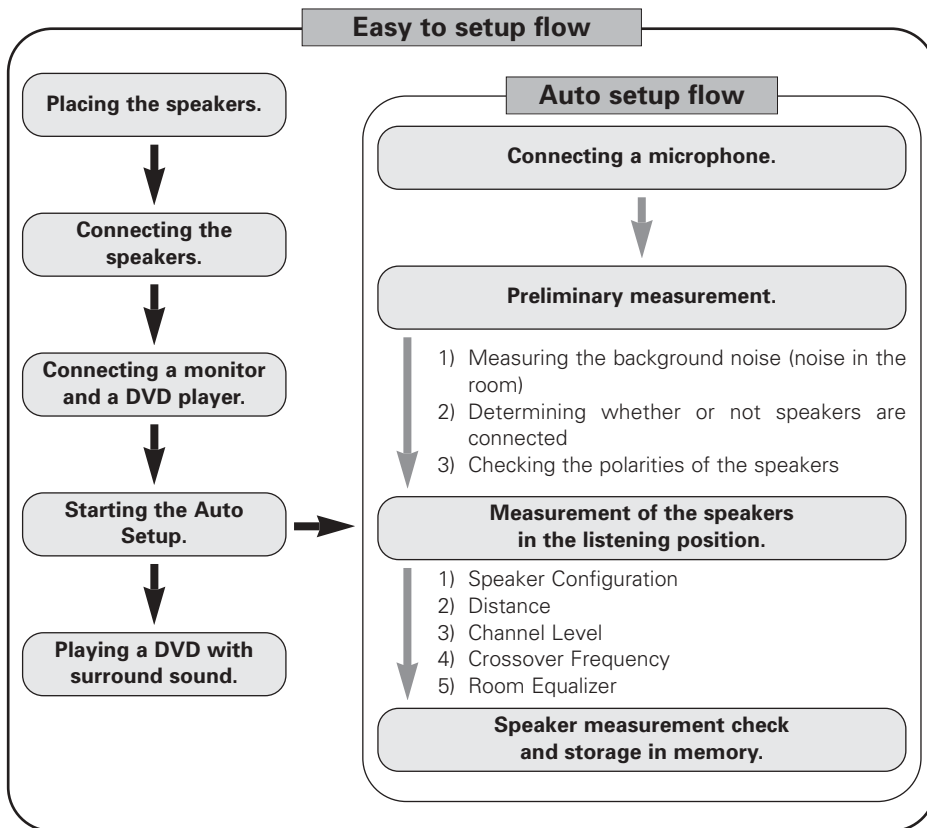 Easy to setup flow
Placing the speakers.
Connecting the
speakers.
Connecting a monitor
and a DVD player.
Starting the Auto
Setup.
Playing a DVD with
surround sound.
Auto setup flow
Connecting a microphone.
Preliminary measurement.
1) Measuring the background noise (noise in the
room)
2) Determining whether or not speakers are
connected
3) Checking the polarities of the speakers
Measurement of the speakers
in the listening position.
1) Speaker Configuration
2) Distance
3) Channel Level
4) Crossover Frequency
5) Room Equalizer
Speaker measurement check
and storage in memory.